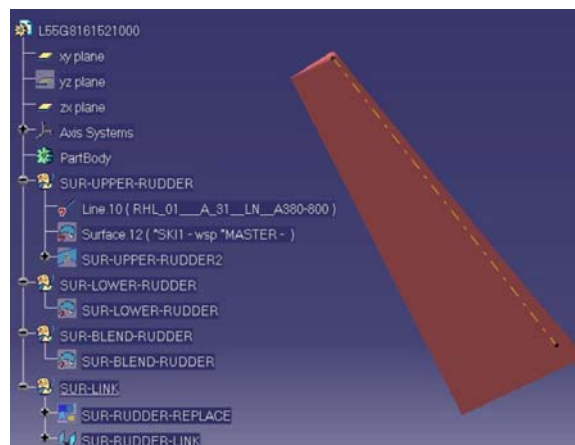 L55G8161521000
xy plane
yz plane
zx plane
Axis Systems
PartBody
SUR-UPPER-RUDDER
Line.10 ( RHL_01___A_31__LN__A380-800 )
Surface.12 ( *SKI1 - wsp *MASTER - )
SUR-UPPER-RUDDER2
SUR-LOWER-RUDDER
SUR-LOWER-RUDDER
SUR-BLEND-RUDDER
SUR-BLEND-RUDDER
SUR-LINK
SUR-RUDDER-REPLACE
SUR-RUDDER-LINK